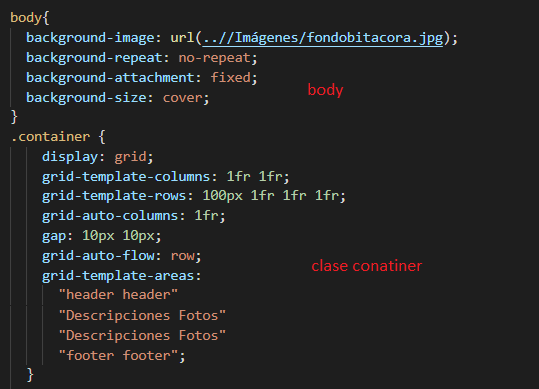 body{
background-image: url(..//Imágenes/fondobitacora.jpg);
background-repeat: no-repeat;
background-attachment: fixed;
background-size: cover;
body
}
.container {
display: grid;
grid-template-columns: 1fr 1fr;
grid-template-rows: 100px 1fr 1fr 1fr;
grid-auto-columns: 1fr;
gap: 10px 10px;
grid-auto-flow: row;
clase conatiner
grid-template-areas:
"header header"
"Descripciones Fotos"
"Descripciones Fotos"
"footer footer";
}